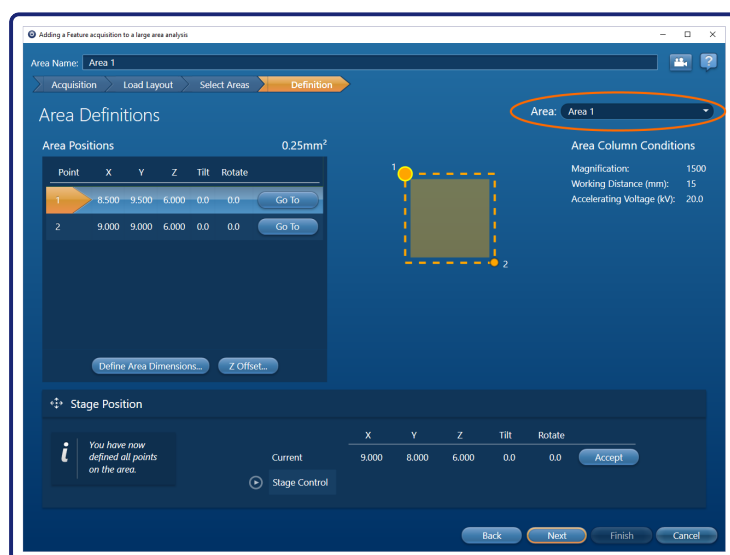 Adding a Feature acquisition to a large area analysis
Area Name: Area 1
?
Acquisition Load Layout Select Areas Definition
Area Definitions
Area: Area 1
Area Positions 0.25mm²
Point X Y Z Tilt Rotate
1 8.500 9.500 6.000 0.0 0.0 Go To
2 9.000 9.000 6.000 0.0 0.0 Go To
Define Area Dimensions... Z Offset...
1
2
Area Column Conditions
Magnification: 1500
Working Distance (mm): 15
Accelerating Voltage (kV): 20.0
Stage Position
i
You have now
defined all points
on the area.
X Y Z Tilt Rotate
Current 9.000 8.000 6.000 0.0 0.0 Accept
Stage Control
Back Next Finish Cancel